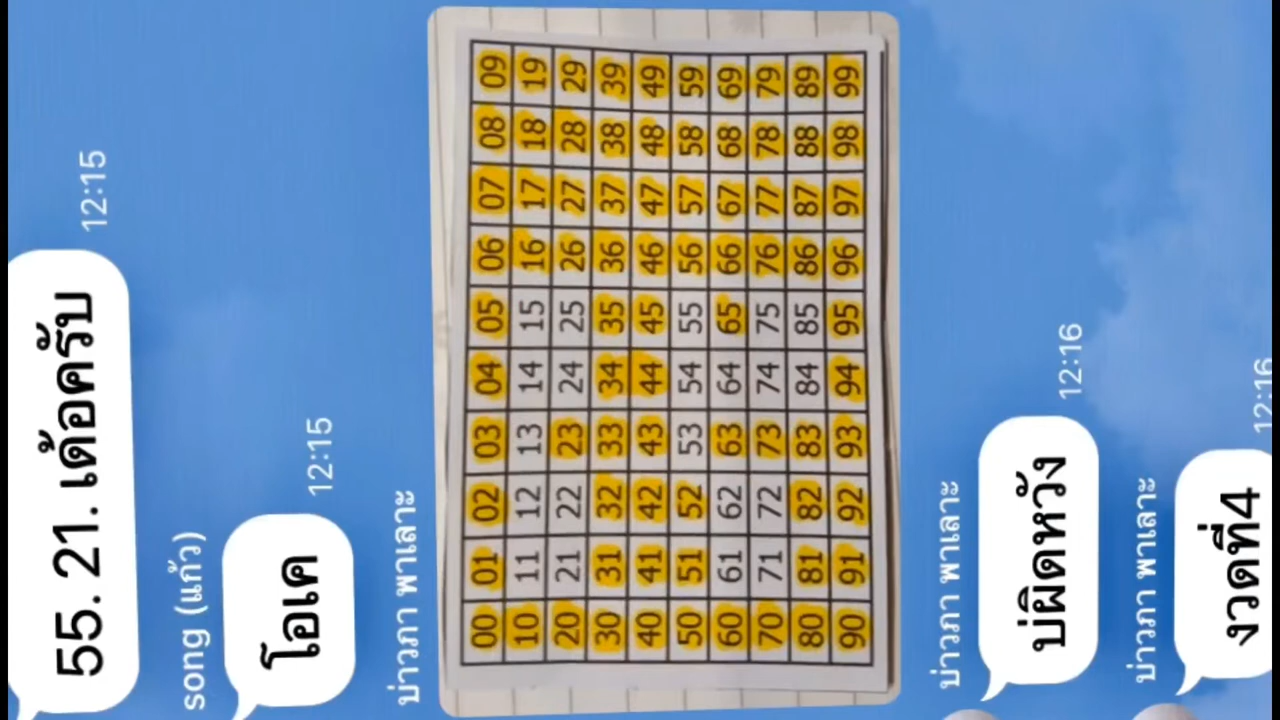 55. 21. เด้อครับ
12:15
song (แก้ว)
โอเค
12:15
บ่าวภา พาเลาะ
00 01 02 03 04 05 06 07 08 09
10 11 12 13 14 15 16 17 18 19
20 21 22 23 24 25 26 27 28 29
30 31 32 33 34 35 36 37 38 39
40 41 42 43 44 45 46 47 48 49
50 51 52 53 54 55 56 57 58 59
60 61 62 63 64 65 66 67 68 69
70 71 72 73 74 75 76 77 78 79
80 81 82 83 84 85 86 87 88 89
90 91 92 93 94 95 96 97 98 99
บ่าวภา พาเลาะ
บ่ผิดหวัง
12:16
บ่าวภา พาเลาะ
งวดที่4
12:16